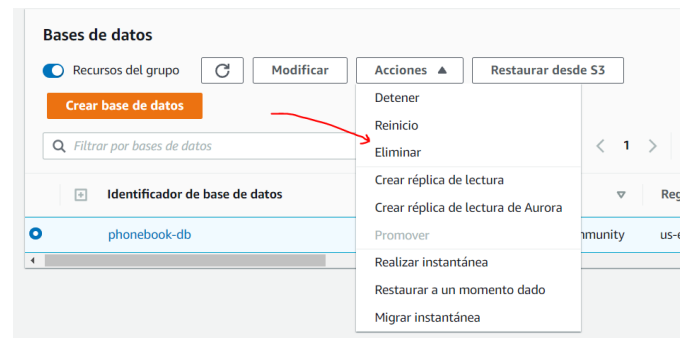 Bases de datos
Recursos del grupo
Modificar
Acciones
Restaurar desde S3
Crear base de datos
Filtrar por bases de datos
1
Detener
Reinicio
Eliminar
Crear réplica de lectura
Crear réplica de lectura de Aurora
Promover
Realizar instantánea
Restaurar a un momento dado
Migrar instantánea
Identificador de base de datos
phonebook-db